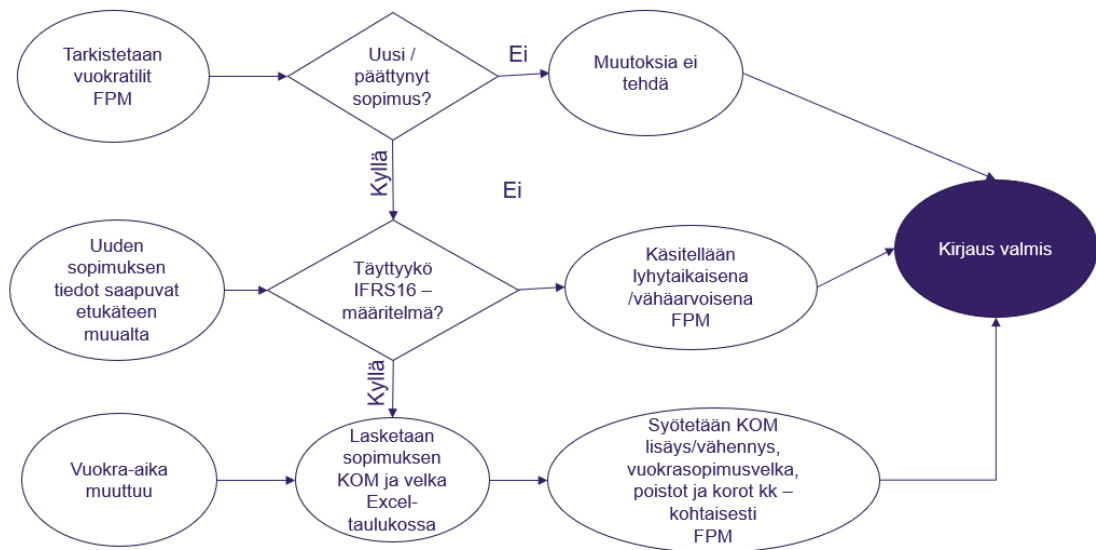 Tarkistetaan
vuokratilit
FPM
Uusi /
päättynyt
sopimus?
Ei
Muutoksia ei
tehdä
Kyllä
Ei
Uuden
sopimuksen
tiedot saapuvat
etukäteen
muualta
Täyttyykö
IFRS16 –
määritelmä?
Käsitellään
lyhytaikaisena
/vähäarvoisena
FPM
Kirjaus valmis
Kyllä
Vuokra-aika
muuttuu
Lasketaan
sopimuksen
KOM ja velka
Excel-
taulukossa
Syötetään KOM
lisäys/vähennys,
vuokrasopimusvelka,
poistot ja korot kk –
kohtaisesti
FPM